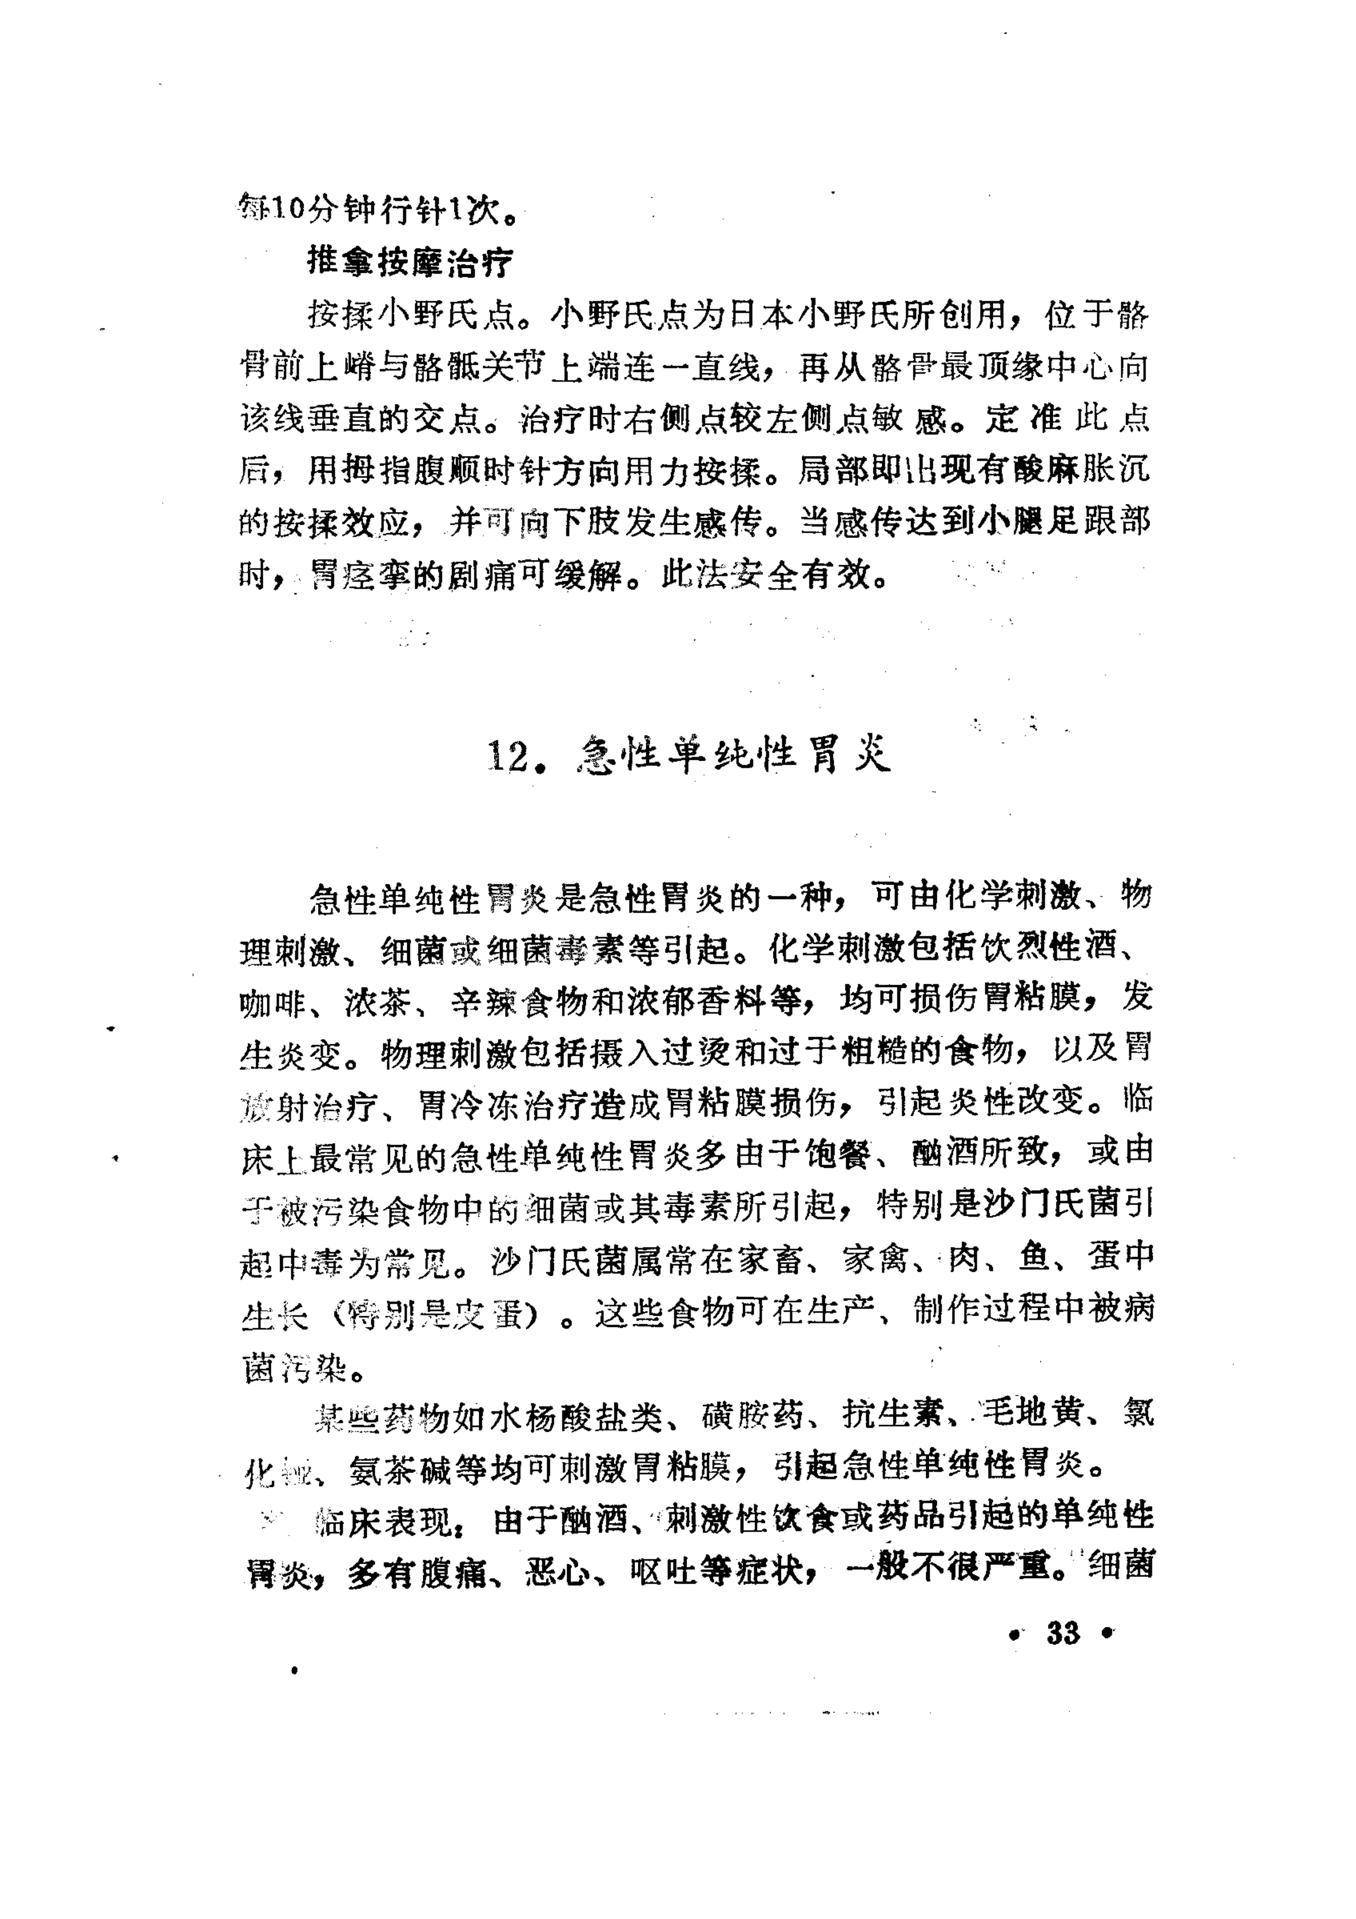 每10分钟行针1次。
推拿按摩治疗
按揉小野氏点。小野氏点为日本小野氏所创用，位于髂
骨前上嵴与髂骶关节上端连一直线，再从髂骨最顶缘中心向
该线垂直的交点。治疗时右侧点较左侧点敏感。定准此点
后，用拇指腹顺时针方向用力按揉。局部即出现有酸麻胀沉
的按揉效应，并可向下肢发生感传。当感传达到小腿足跟部
时，胃痉挛的剧痛可缓解。此法安全有效。
12．急性单纯性胃炎
急性单纯性胃炎是急性胃炎的一种，可由化学刺激、物
理刺激、细菌或细菌毒素等引起。化学刺激包括饮烈性酒、
咖啡、浓茶、辛辣食物和浓郁香料等，均可损伤胃粘膜，发
生炎变。物理刺激包括摄入过烫和过于粗糙的食物，以及胃
放射治疗、胃冷冻治疗造成胃粘膜损伤，引起炎性改变。临
床上最常见的急性单纯性胃炎多由于饱餐、酗酒所致，或由
于被污染食物中的细菌或其毒素所引起，特别是沙门氏菌引
起中毒为常见。沙门氏菌属常在家畜、家禽、肉、鱼、蛋中
生长（特别是皮蛋）。这些食物可在生产、制作过程中被病
菌污染。
某些药物如水杨酸盐类、磺胺药、抗生素、毛地黄、氯
化铵、氨茶碱等均可刺激胃粘膜，引起急性单纯性胃炎。
临床表现：由于酗酒、刺激性饮食或药品引起的单纯性
胃炎，多有腹痛、恶心、呕吐等症状，一般不很严重。细菌
• 33 •